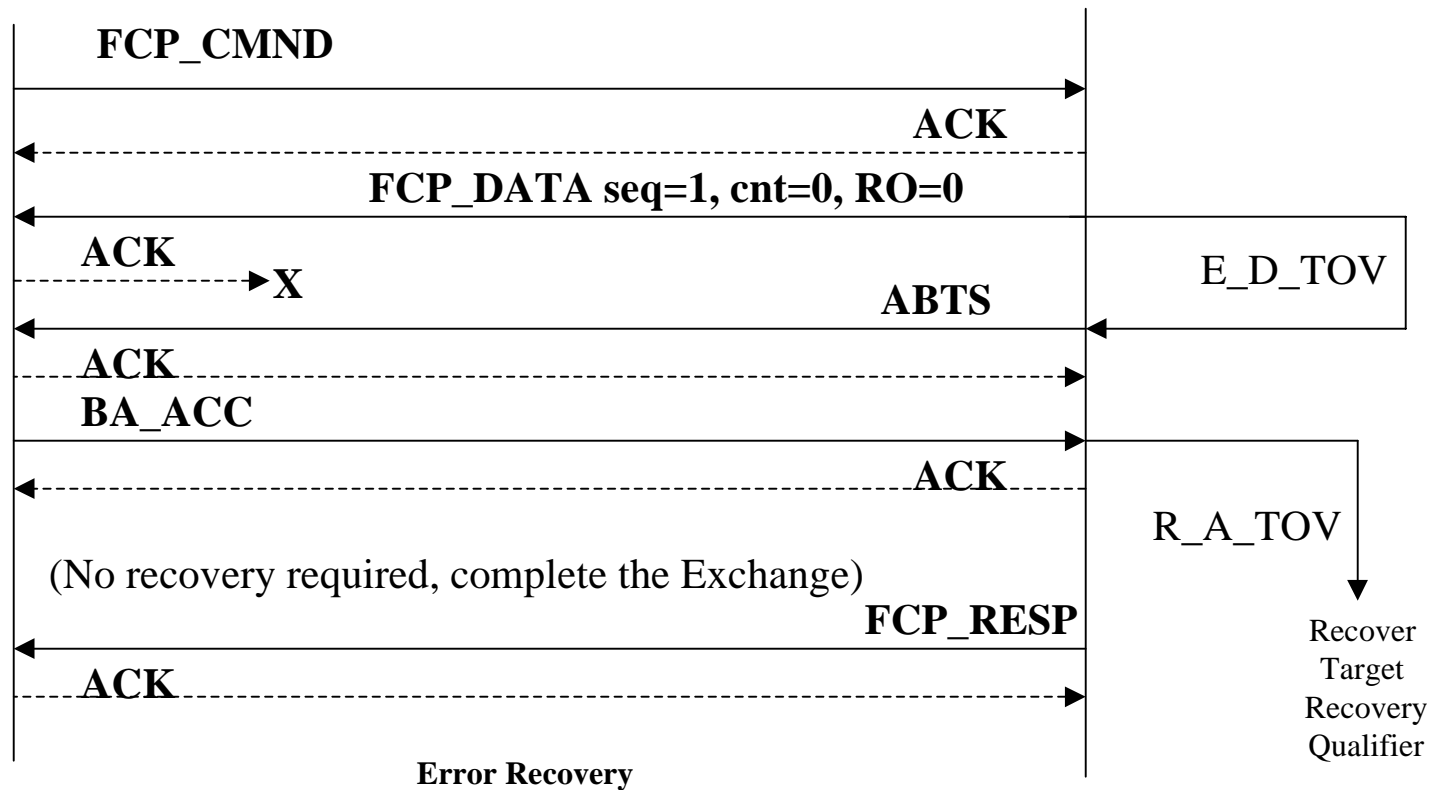 FCP_CMND
ACK
FCP_DATA seq=1, cnt=0, RO=0
ACK
X
E_D_TOV
ABTS
ACK
BA_ACC
ACK
R_A_TOV
(No recovery required, complete the Exchange)
FCP_RESP
Recover
Target
Recovery
Qualifier
ACK
Error Recovery